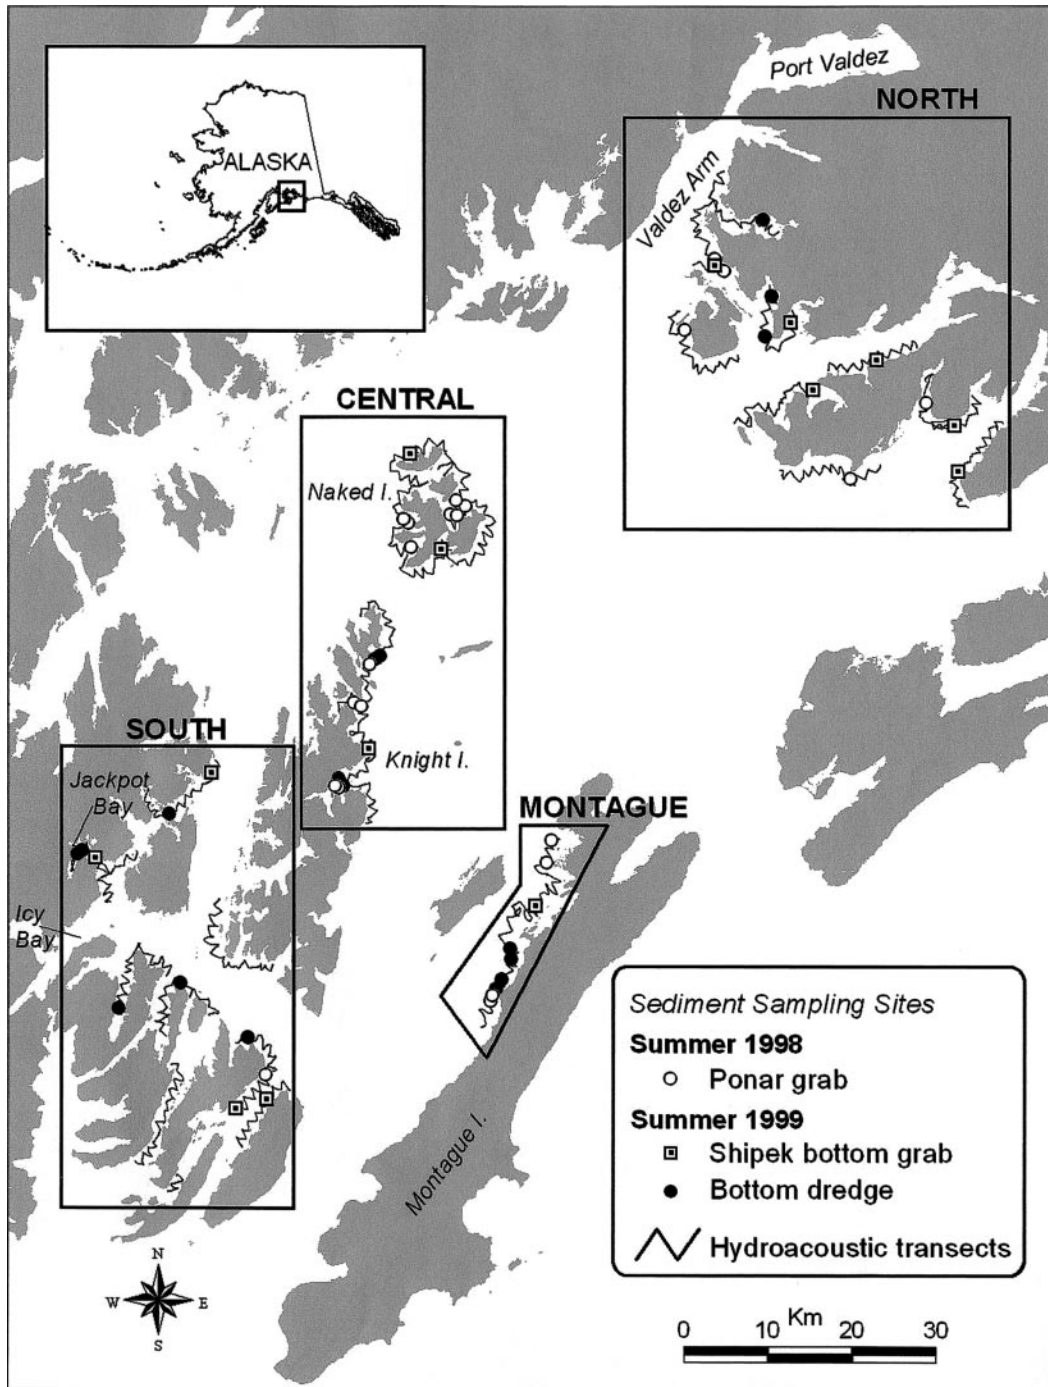 Port Valdez
NORTH
ALASKA
Valdez Arm
CENTRAL
Naked I.
SOUTH
Jackpot
Bay
Knight I.
MONTAGUE
Icy
Bay
Montague I.
Sediment Sampling Sites
Summer 1998
Ponar grab
Summer 1999
Shipek bottom grab
Bottom dredge
Hydroacoustic transects
N
W E
S
Km
0 10 20 30